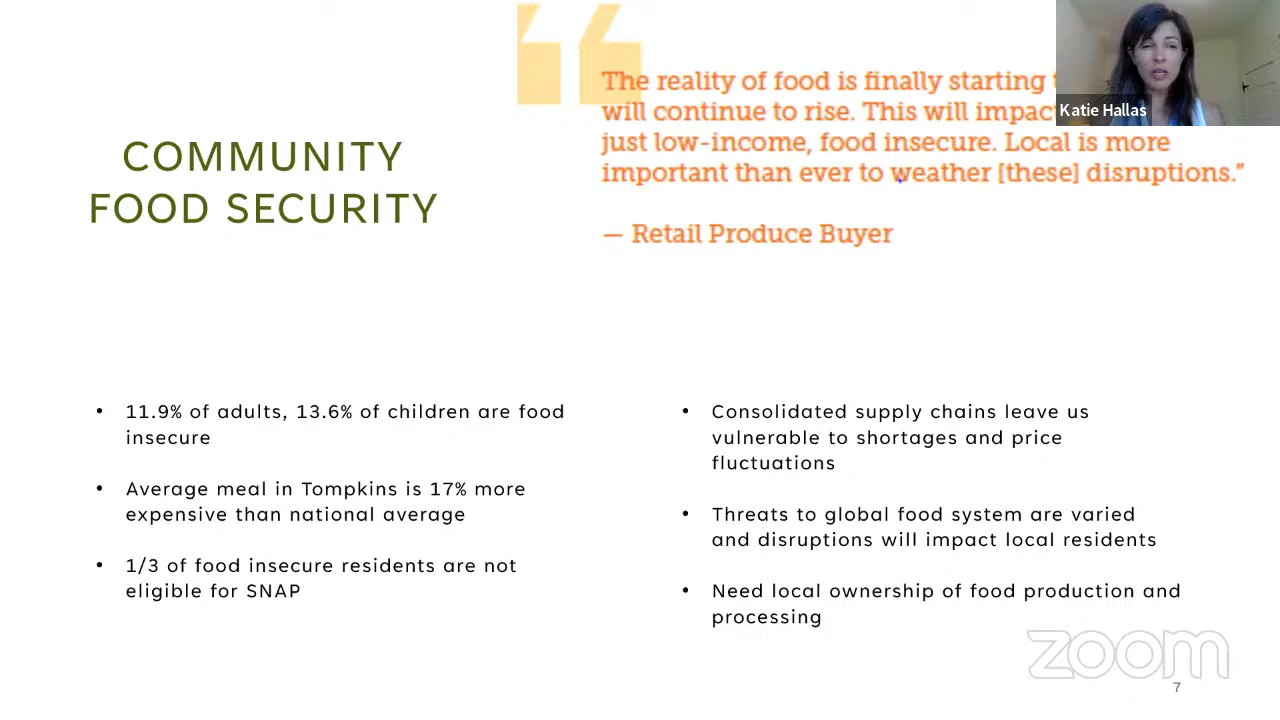 The reality of food is finally starting
will continue to rise. This will impac
just low-income, food insecure. Local is more
important than ever to weather [these] disruptions.”
— Retail Produce Buyer
Katie Hallas
COMMUNITY
FOOD SECURITY
• 11.9% of adults, 13.6% of children are food
insecure
• Average meal in Tompkins is 17% more
expensive than national average
• 1/3 of food insecure residents are not
eligible for SNAP
• Consolidated supply chains leave us
vulnerable to shortages and price
fluctuations
• Threats to global food system are varied
and disruptions will impact local residents
• Need local ownership of food production and
processing
zoom
7